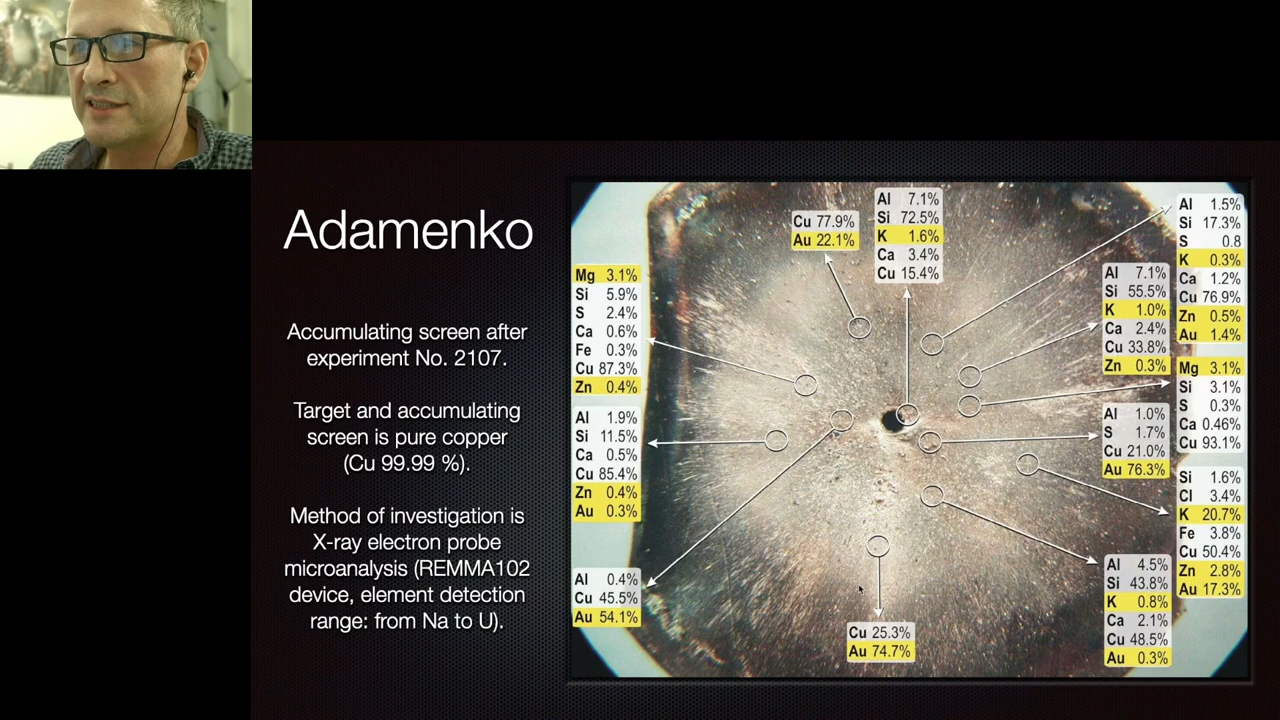 Adamenko
Accumulating screen after
experiment No. 2107.
Target and accumulating
screen is pure copper
(Cu 99.99 %).
Method of investigation is
X-ray electron probe
microanalysis (REMMA102
device, element detection
range: from Na to U).
Mg 3.1%
Si 5.9%
S 2.4%
Ca 0.6%
Fe 0.3%
Cu 87.3%
Zn 0.4%
Al 1.9%
Si 11.5%
Ca 0.5%
Cu 85.4%
Zn 0.4%
Au 0.3%
Al 0.4%
Cu 45.5%
Au 54.1%
Cu 77.9%
Au 22.1%
Al 7.1%
Si 72.5%
K 1.6%
Ca 3.4%
Cu 15.4%
Cu 25.3%
Au 74.7%
Al 7.1%
Si 55.5%
K 1.0%
Ca 2.4%
Cu 33.8%
Zn 0.3%
Al 1.0%
S 1.7%
Cu 21.0%
Au 76.3%
Al 4.5%
Si 43.8%
K 0.8%
Ca 2.1%
Cu 48.5%
Au 0.3%
Al 1.5%
Si 17.3%
S 0.8
K 0.3%
Ca 1.2%
Cu 76.9%
Zn 0.5%
Au 1.4%
Mg 3.1%
Si 3.1%
S 0.3%
Ca 0.46%
Cu 93.1%
Si 1.6%
Cl 3.4%
K 20.7%
Fe 3.8%
Cu 50.4%
Zn 2.8%
Au 17.3%